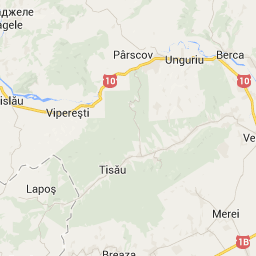 аджеле
agele
Pârscov
Unguriu
Berca
10
10
islău
Vipereşti
Ve
Tisău
Lapoş
Merei
1B
Breaza